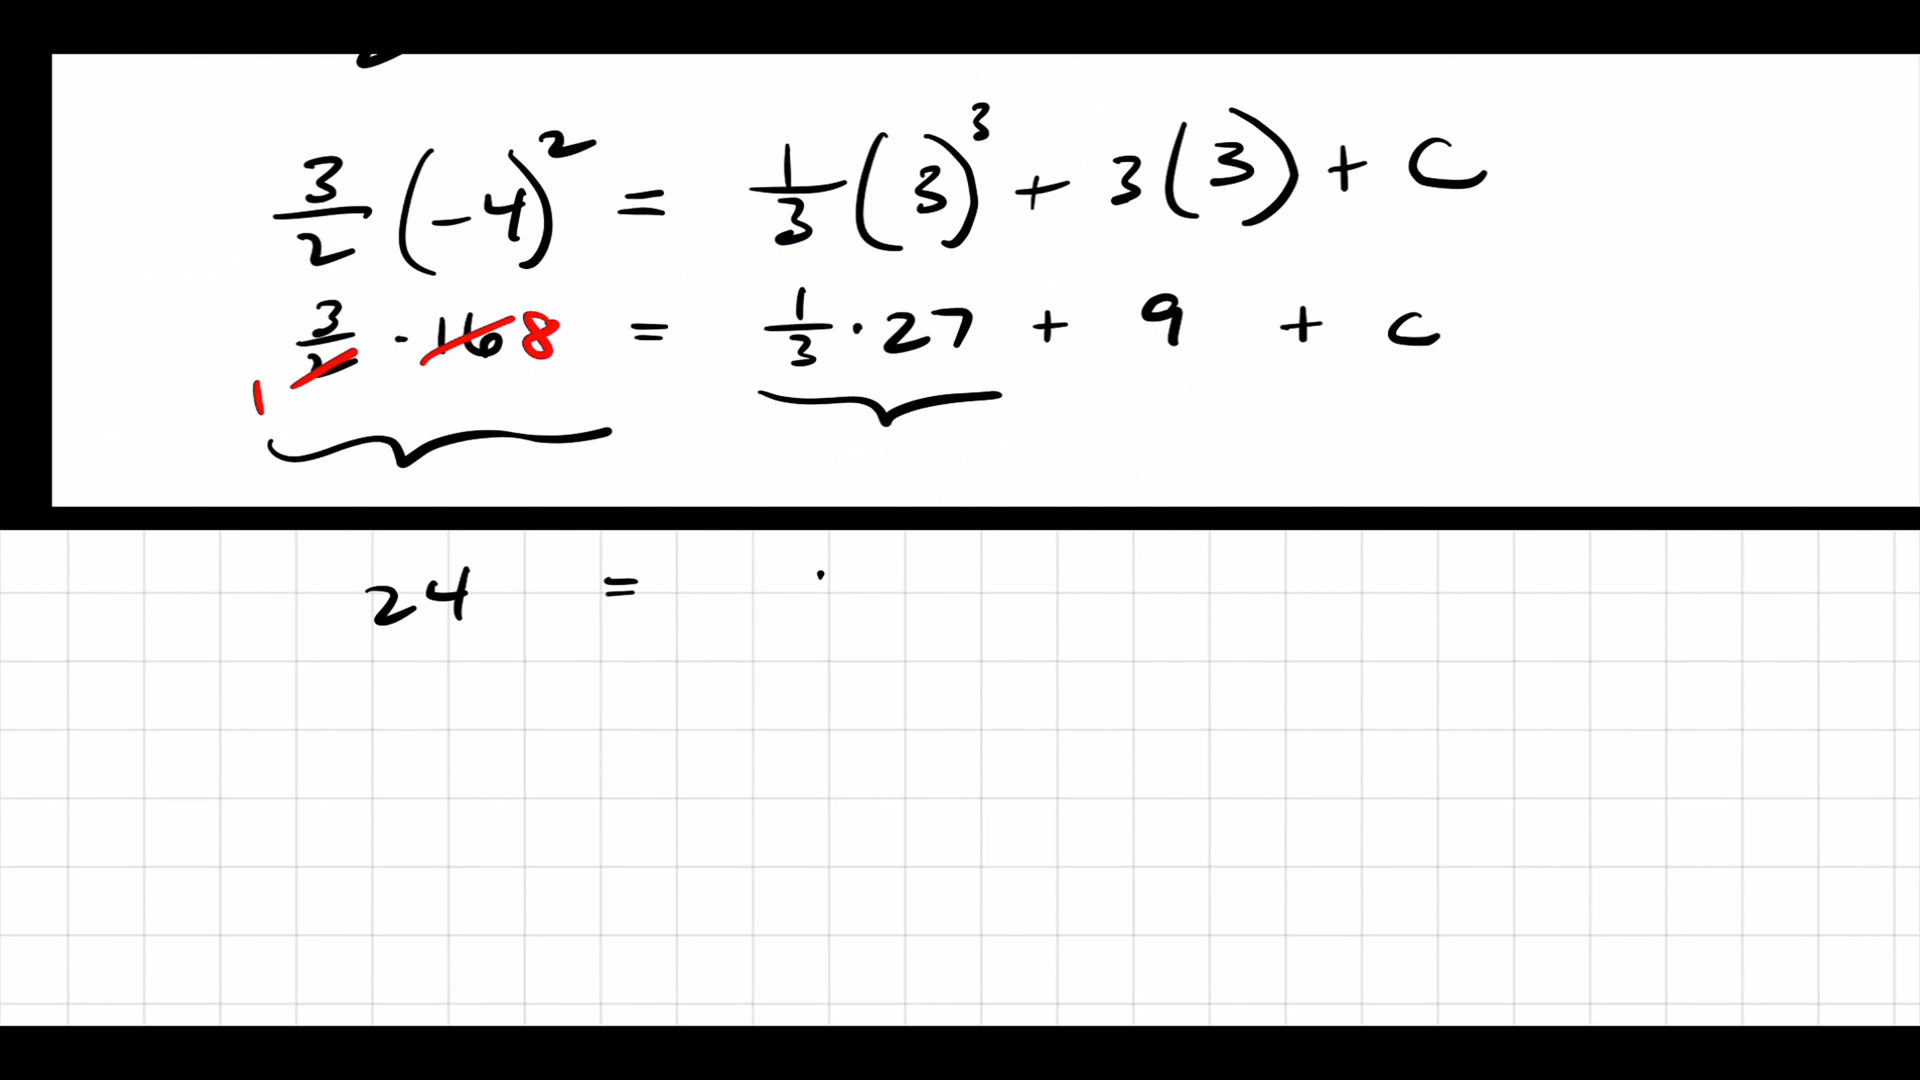 3/2 (-4)² = 1/3 (3)³ + 3(3) + C
3/2 · 16 8 = 1/3 · 27 + 9 + c
1
24 =